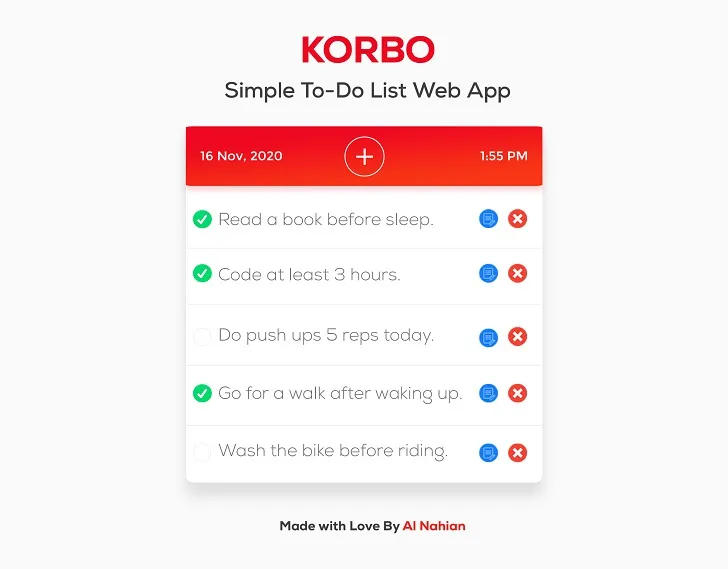 KORBO
Simple To-Do List Web App
16 Nov, 2020
1:55 PM
Read a book before sleep.
Code at least 3 hours.
Do push ups 5 reps today.
Go for a walk after waking up.
Wash the bike before riding.
Made with Love By Al Nahian